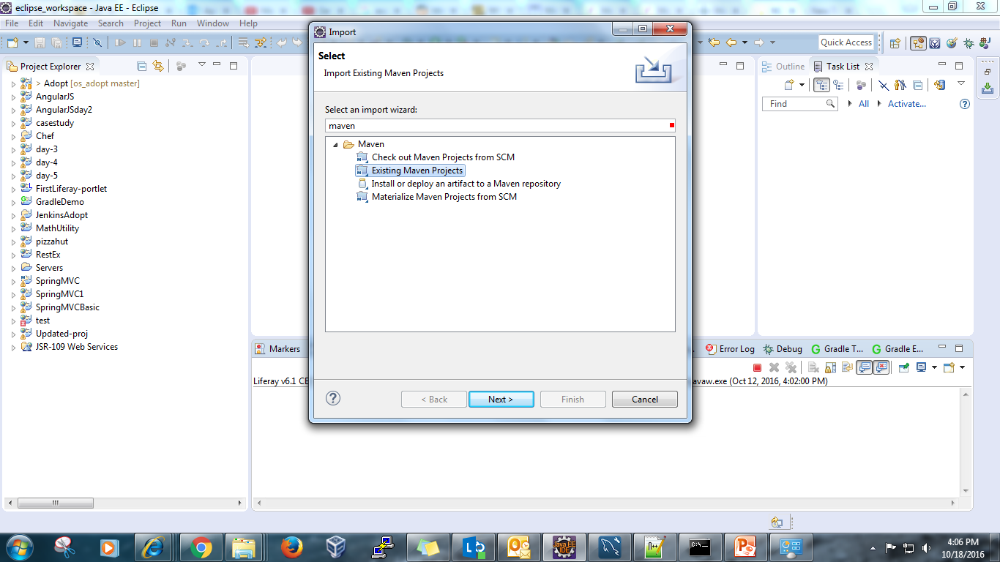 eclipse_workspace - Java EE - Eclipse
File Edit Navigate Search Project Run Window Help
Quick Access
Project Explorer
> Adopt [os_adopt master]
AngularJS
AngularJSday2
casestudy
Chef
day-3
day-4
day-5
FirstLiferay-portlet
GradleDemo
JenkinsAdopt
MathUtility
pizzahut
RestEx
Servers
SpringMVC
SpringMVC1
SpringMVCBasic
test
Updated-proj
JSR-109 Web Services
Import
Select
Import Existing Maven Projects
Select an import wizard:
maven
Maven
Check out Maven Projects from SCM
Existing Maven Projects
Install or deploy an artifact to a Maven repository
Materialize Maven Projects from SCM
< Back Next > Finish Cancel
Outline Task List
Find All Activate...
Markers Error Log Debug Gradle T... Gradle E...
Liferay v6.1 CE avaw.exe (Oct 12, 2016, 4:02:00 PM)
Java EE
IDE
4:06 PM
10/18/2016